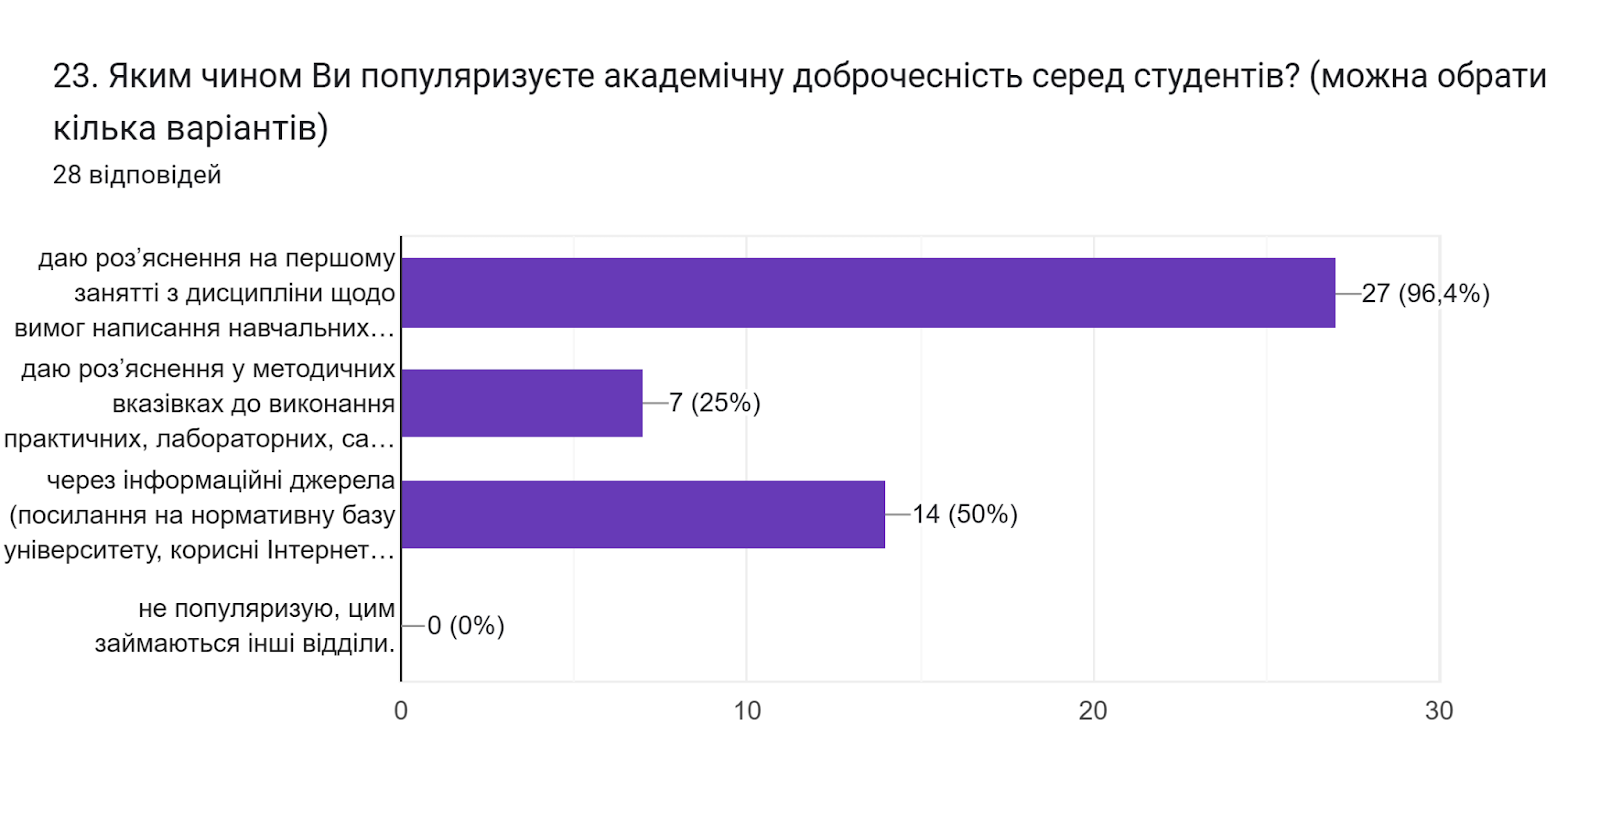 23. Яким чином Ви популяризуєте академічну доброчесність серед студентів? (можна обрати
кілька варіантів)
28 відповідей
даю роз’яснення на першому
занятті з дисципліни щодо
вимог написання навчальних…
27 (96,4%)
даю роз’яснення у методичних
вказівках до виконання
практичних, лабораторних, са…
7 (25%)
через інформаційні джерела
(посилання на нормативну базу
університету, корисні Інтернет…
14 (50%)
не популяризую, цим
займаються інші відділи.
0 (0%)
0 10 20 30